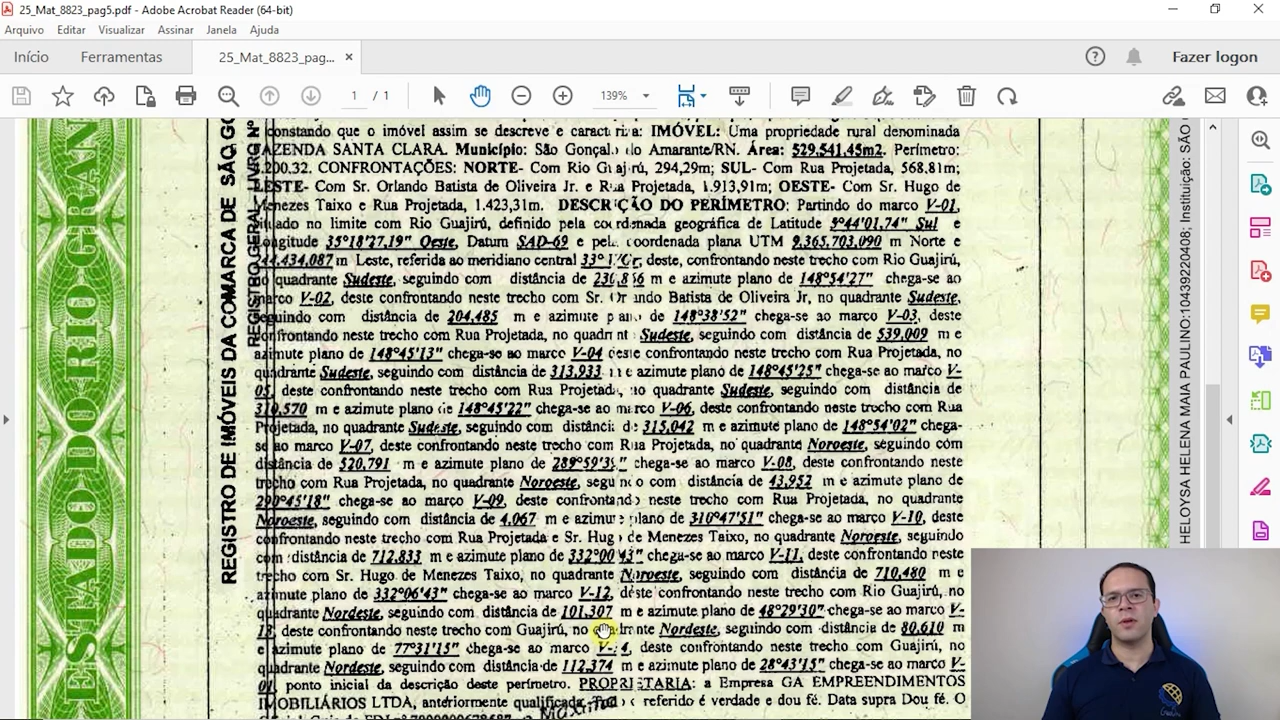 25_Mat_8823_pag5.pdf - Adobe Acrobat Reader (64-bit)
Arquivo Editar Visualizar Assinar Janela Ajuda
Início Ferramentas 25_Mat_8823_pag... × Fazer logon
1 / 1 139%
constando que o imóvel assim se descreve e caracteriza: IMÓVEL: Uma propriedade rural denominada
FAZENDA SANTA CLARA. Município: São Gonçalo do Amarante/RN. Área: 529.541,45m2. Perímetro:
.200,32. CONFRONTAÇÕES: NORTE- Com Rio Guajirú, 294,29m; SUL- Com Rua Projetada, 568,81m;
LESTE- Com Sr. Orlando Batista de Oliveira Jr. e Rua Projetada, 1.913,91m; OESTE- Com Sr. Hugo de
Menezes Taixo e Rua Projetada, 1.423,31m. DESCRIÇÃO DO PERÍMETRO: Partindo do marco V-01,
situado no limite com Rio Guajirú, definido pela coordenada geográfica de Latitude 5°44'01,74" Sul e
Longitude 35°18'27,19" Oeste, Datum SAD-69 e pela coordenada plana UTM 9,365,703,090 m Norte e
244,434,087 m Leste, referida ao meridiano central 33° deste, confrontando neste trecho com Rio Guajirú,
no quadrante Sudeste, seguindo com distância de m e azimute plano de 148°54'27" chega-se ao
marco V-02, deste confrontando neste trecho com Sr. Orlando Batista de Oliveira Jr, no quadrante Sudeste,
seguindo com distância de 204,485 m e azimute plano de 148°38'52" chega-se ao marco V-03, deste
confrontando neste trecho com Rua Projetada, no quadrante Sudeste, seguindo com distância de 539,009 m e
azimute plano de 148°45'13" chega-se ao marco V-04 deste confrontando neste trecho com Rua Projetada, no
quadrante Sudeste, seguindo com distância de 313,933 m e azimute plano de 148°45'25" chega-se ao marco V-
05, deste confrontando neste trecho com Rua Projetada, no quadrante Sudeste, seguindo com distância de
310,570 m e azimute plano de 148°45'22" chega-se ao marco V-06, deste confrontando neste trecho com Rua
Projetada, no quadrante Sudeste, seguindo com distância de 315,042 m e azimute plano de 148°54'02" chega-
se ao marco V-07, deste confrontando neste trecho com Rua Projetada, no quadrante Noroeste, seguindo com
distância de 520,791 m e azimute plano de chega-se ao marco V-08, deste confrontando neste
trecho com Rua Projetada, no quadrante Noroeste, seguindo com distância de 43,952 m e azimute plano de
290°45'18" chega-se ao marco V-09, deste confrontando neste trecho com Rua Projetada, no quadrante
Noroeste, seguindo com distância de 4,067 m e azimute plano de 310°47'51" chega-se ao marco V-10, deste
confrontando neste trecho com Rua Projetada e Sr. Hugo de Menezes Taixo, no quadrante Noroeste, seguindo
com distância de 712,833 m e azimute plano de 332°00'43" chega-se ao marco V-11, deste confrontando neste
trecho com Sr. Hugo de Menezes Taixo, no quadrante Noroeste, seguindo com distância de 710,480 m e
azimute plano de 332°06'43" chega-se ao marco V-12, deste confrontando neste trecho com Rio Guajirú, no
quadrante Nordeste, seguindo com distância de 101,307 m e azimute plano de 48°29'30" chega-se ao marco V-
13, deste confrontando neste trecho com Guajirú, no quadrante Nordeste, seguindo com distância de 80,610 m
e azimute plano de 77°31'15" chega-se ao marco V-14, deste confrontando neste trecho com Guajirú, no
quadrante Nordeste, seguindo com distância de 112,374 m e azimute plano de 28°43'15" chega-se ao marco V-
01 ponto inicial da descrição deste perímetro. PROPRIETARIA: a Empresa GA EMPREENDIMENTOS
IMOBILIÁRIOS LTDA, anteriormente qualificada. Tudo referido é verdade e dou fé. Data supra Dou fé. O
ESTADO DO RIO GRAN
REGISTRO DE IMÓVEIS DA COMARCA DE SÃO GO
REGISTRO GERAL - LIVRO Nº
HELOYSA HELENA MAIA PAULINO:10439220408; Instituição: SÃO